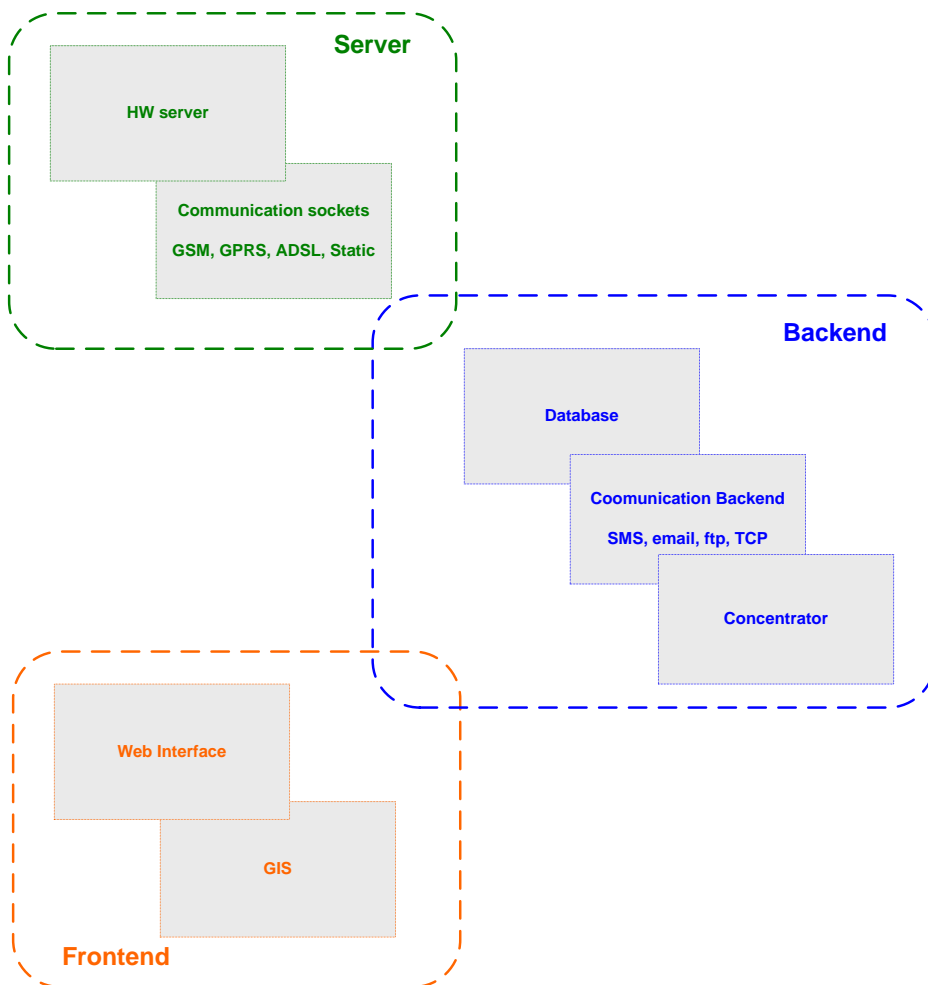 Server
HW server
Communication sockets
GSM, GPRS, ADSL, Static
Backend
Database
Coomunication Backend
SMS, email, ftp, TCP
Concentrator
Web Interface
GIS
Frontend